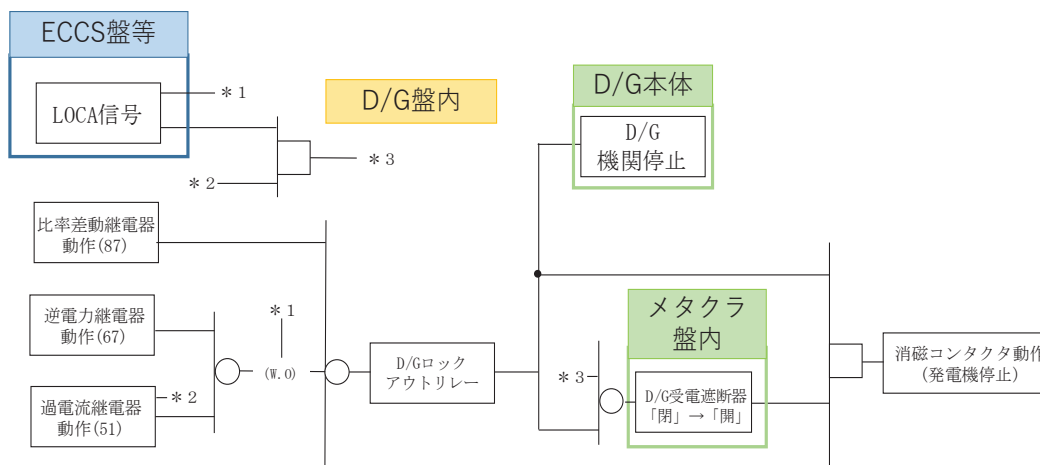 ECCS盤等
LOCA信号
*1
*2
*3
D/G盤内
D/G本体
D/G
機関停止
比率差動継電器
動作(87)
逆電力継電器
動作(67)
過電流継電器
動作(51)
*2
*1
(W.O)
D/Gロック
アウトリレー
*3
メタクラ
盤内
D/G受電遮断器
「閉」→「開」
消磁コンタクタ動作
(発電機停止)